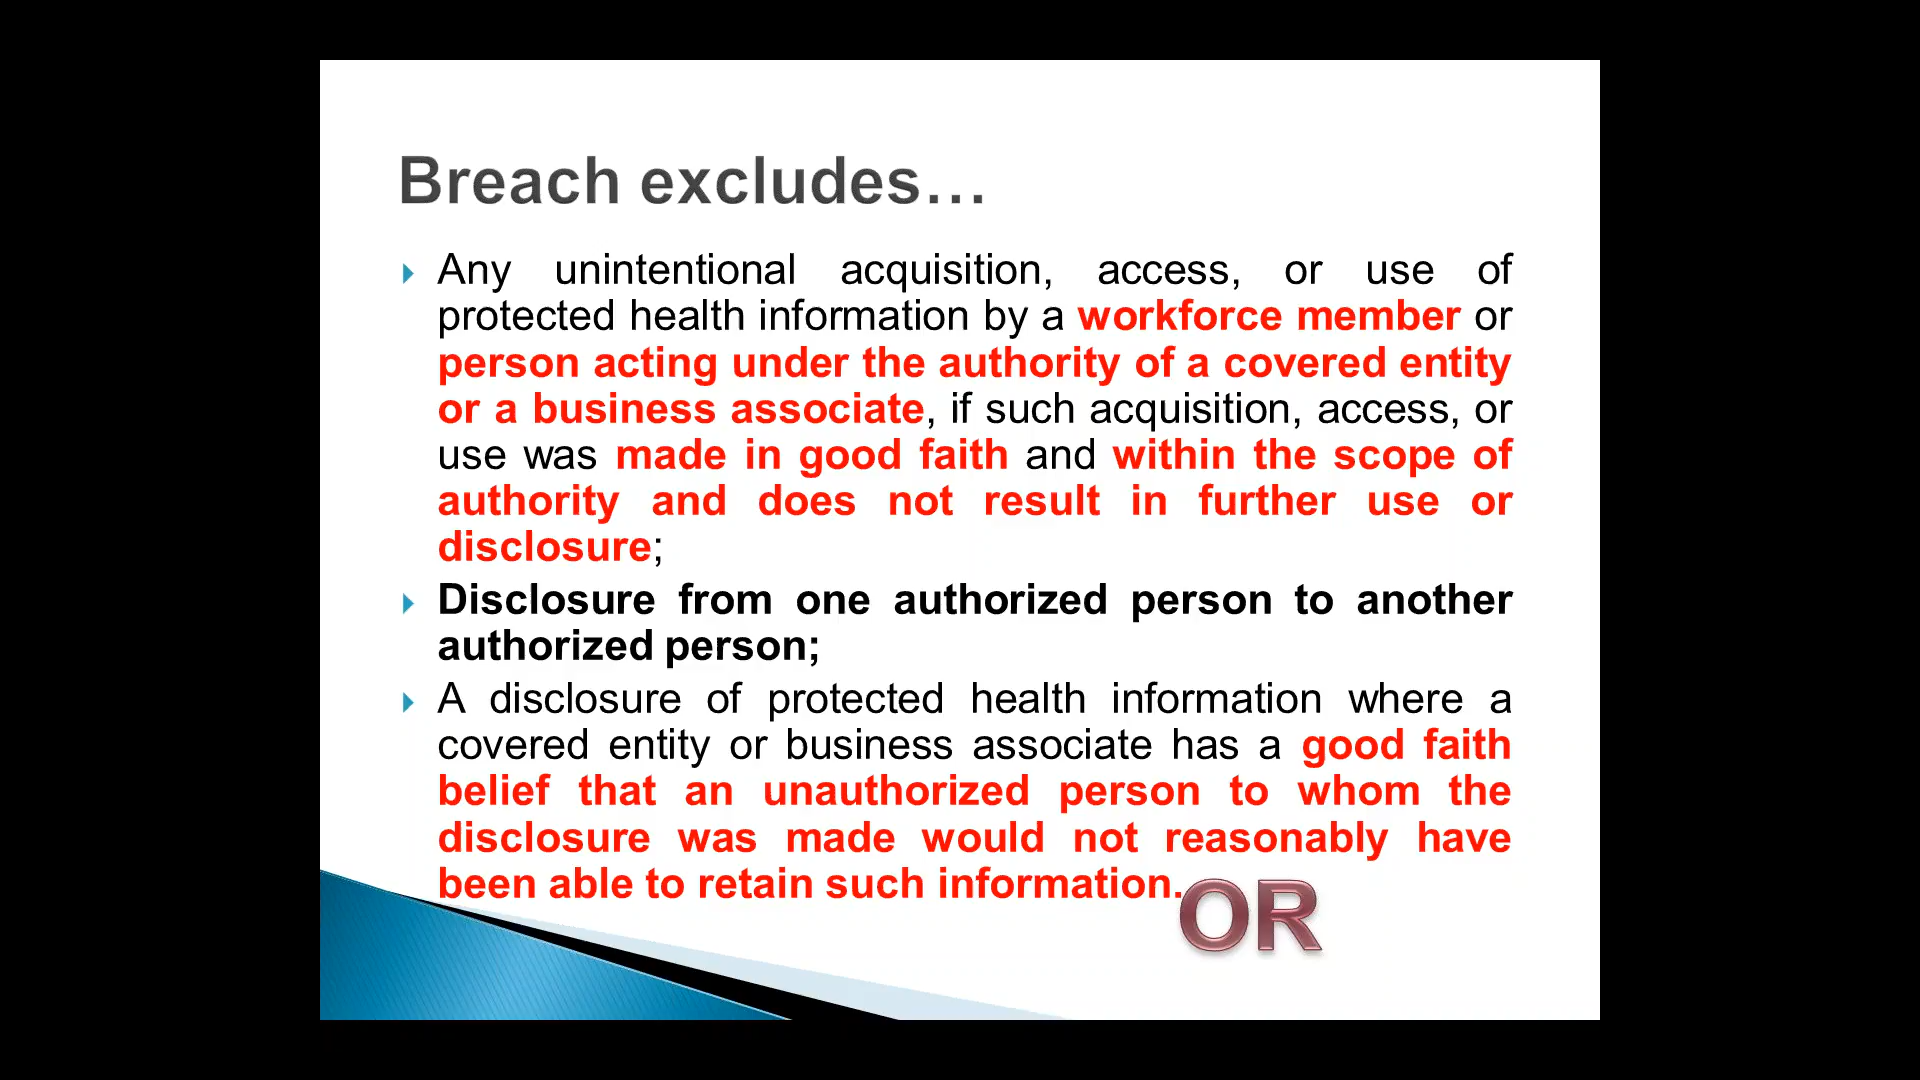 Breach excludes...
Any unintentional acquisition, access, or use of
protected health information by a workforce member or
person acting under the authority of a covered entity
or a business associate, if such acquisition, access, or
use was made in good faith and within the scope of
authority and does not result in further use or
disclosure;
Disclosure from one authorized person to another
authorized person;
A disclosure of protected health information where a
covered entity or business associate has a good faith
belief that an unauthorized person to whom the
disclosure was made would not reasonably have
been able to retain such information.
OR